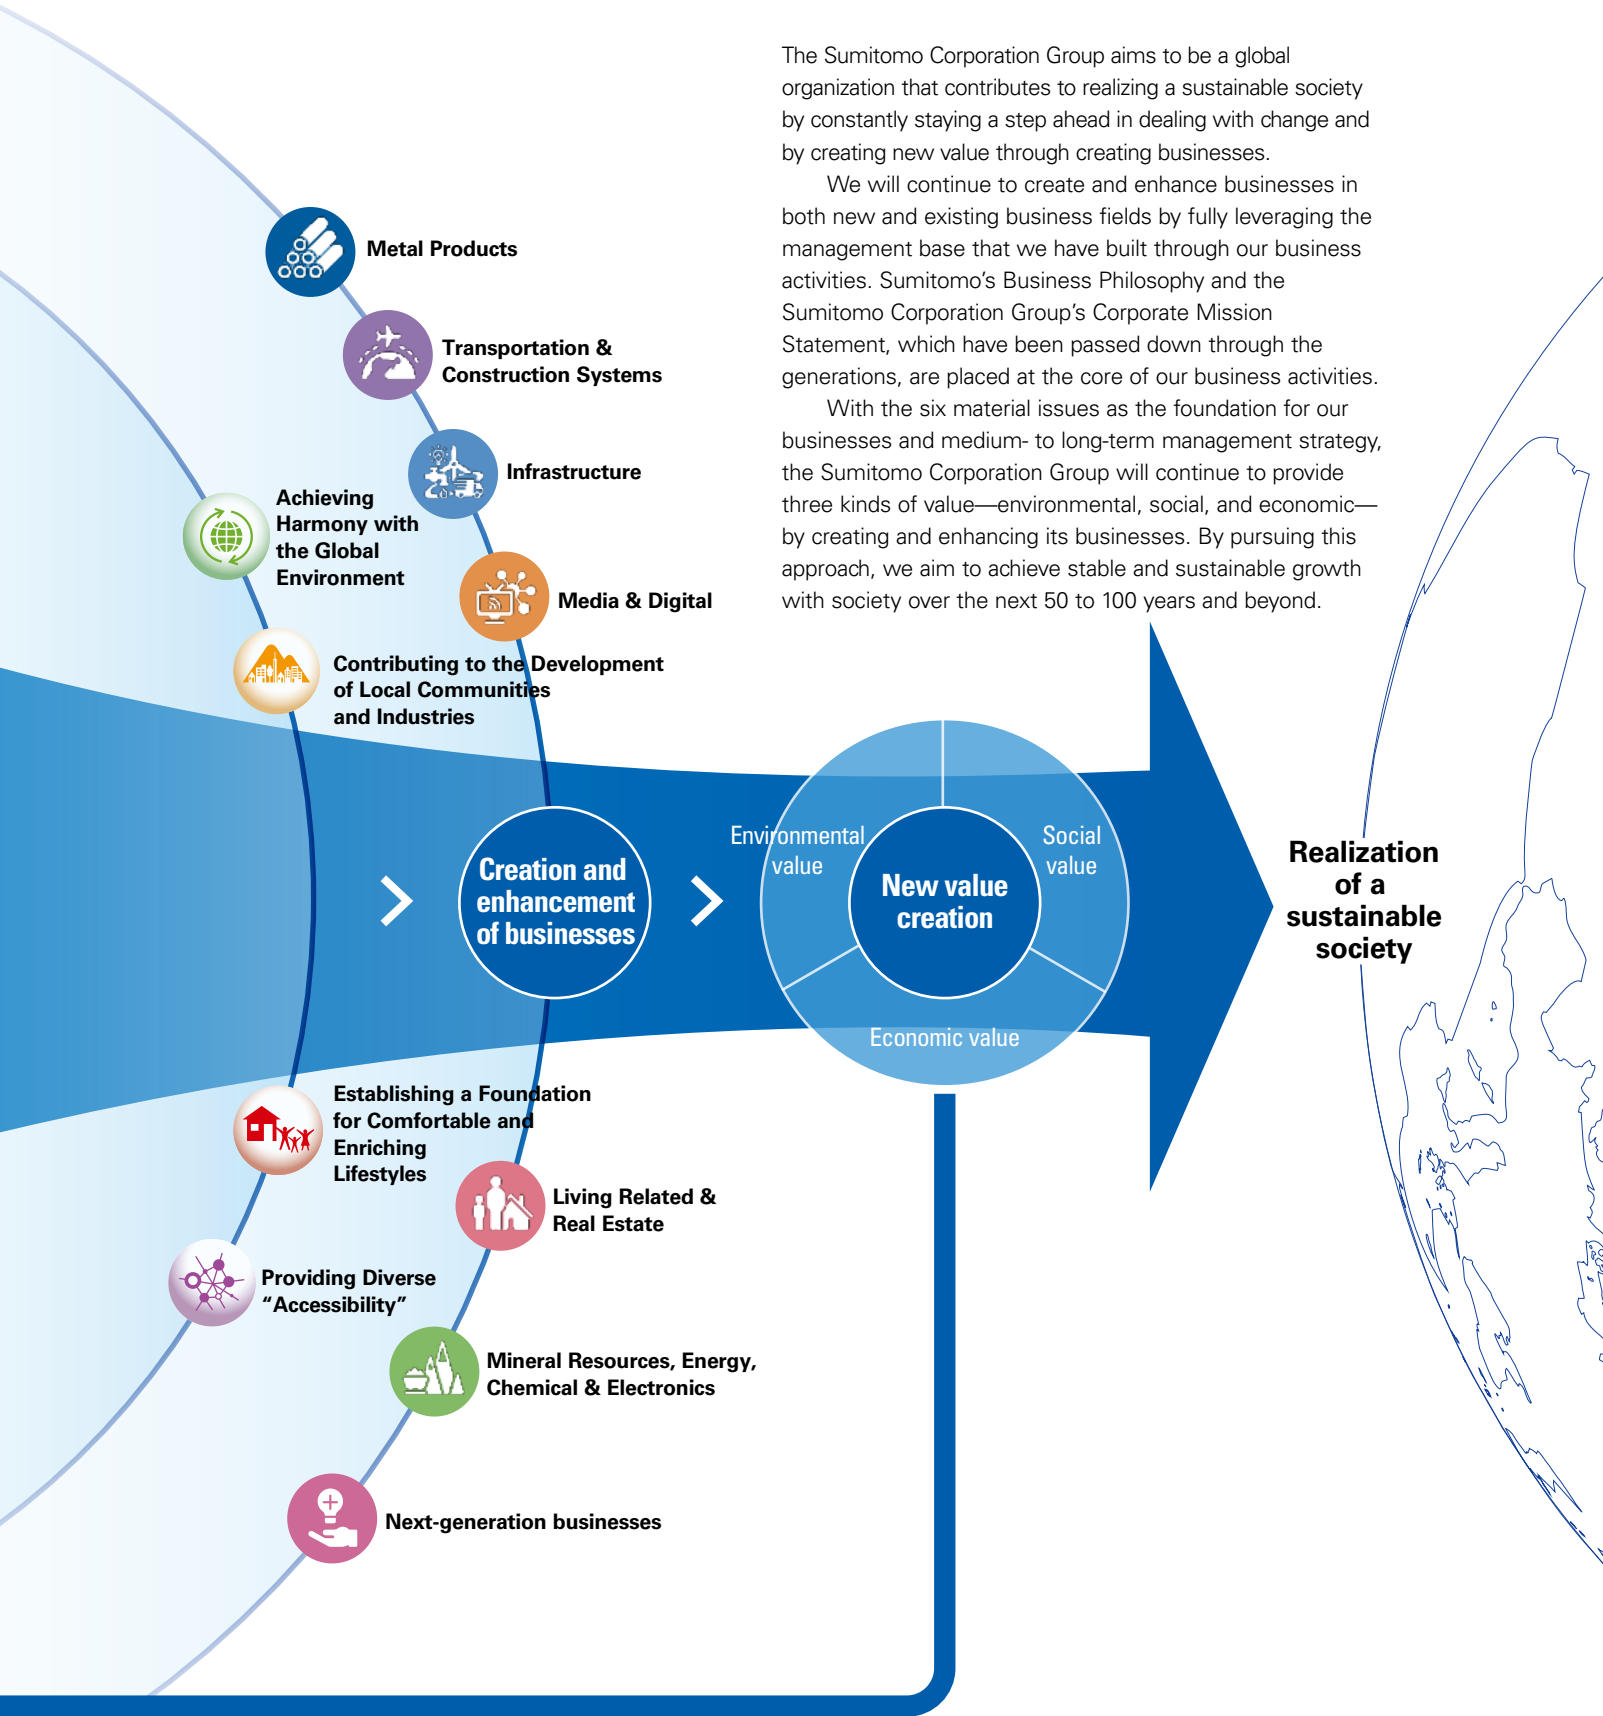 The Sumitomo Corporation Group aims to be a global
organization that contributes to realizing a sustainable society
by constantly staying a step ahead in dealing with change and
by creating new value through creating businesses.
We will continue to create and enhance businesses in
both new and existing business fields by fully leveraging the
management base that we have built through our business
activities. Sumitomo’s Business Philosophy and the
Sumitomo Corporation Group’s Corporate Mission
Statement, which have been passed down through the
generations, are placed at the core of our business activities.
With the six material issues as the foundation for our
businesses and medium- to long-term management strategy,
the Sumitomo Corporation Group will continue to provide
three kinds of value—environmental, social, and economic—
by creating and enhancing its businesses. By pursuing this
approach, we aim to achieve stable and sustainable growth
with society over the next 50 to 100 years and beyond.
Metal Products
Transportation &
Construction Systems
Infrastructure
Achieving
Harmony with
the Global
Environment
Media & Digital
Contributing to the Development
of Local Communities
and Industries
Creation and
enhancement
of businesses
Environmental
value
New value
creation
Social
value
Economic value
Realization
of a
sustainable
society
Establishing a Foundation
for Comfortable and
Enriching
Lifestyles
Living Related &
Real Estate
Providing Diverse
“Accessibility”
Mineral Resources, Energy,
Chemical & Electronics
Next-generation businesses